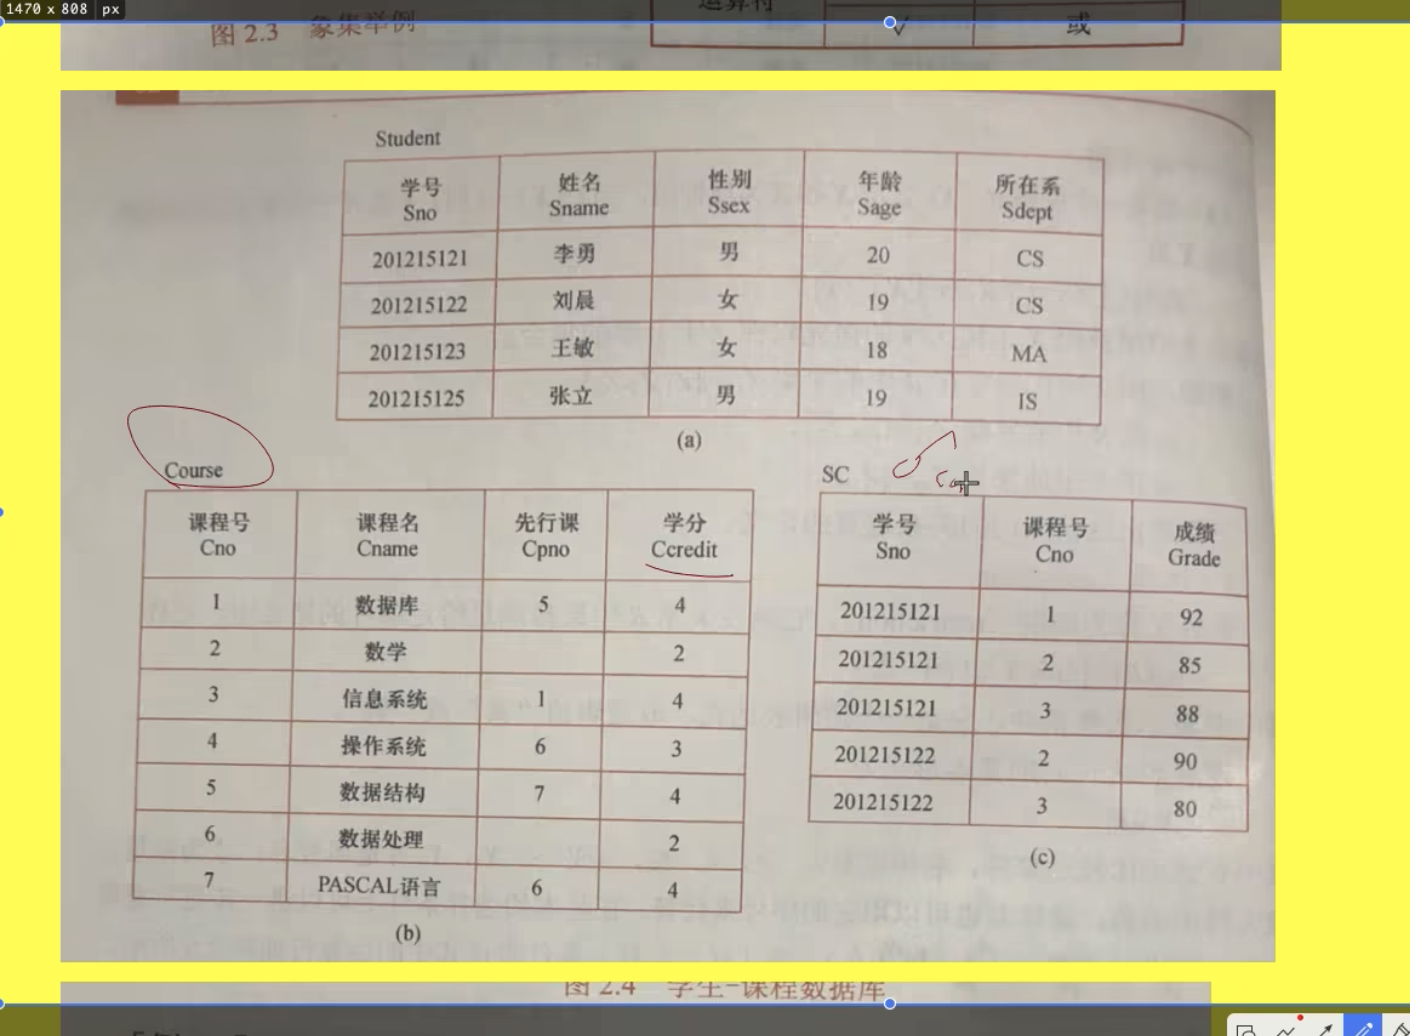 1470 x 808 px
图 2.3 象集举例
运算符
√ 或
Student
学号 姓名 性别 年龄 所在系
Sno Sname Ssex Sage Sdept
201215121 李勇 男 20 CS
201215122 刘晨 女 19 CS
201215123 王敏 女 18 MA
201215125 张立 男 19 IS
(a)
Course
课程号 课程名 先行课 学分
Cno Cname Cpno Ccredit
1 数据库 5 4
2 数学 2
3 信息系统 1 4
4 操作系统 6 3
5 数据结构 7 4
6 数据处理 2
7 PASCAL语言 6 4
(b)
SC
学号 课程号 成绩
Sno Cno Grade
201215121 1 92
201215121 2 85
201215121 3 88
201215122 2 90
201215122 3 80
(c)
图 2.4 学生-课程数据库